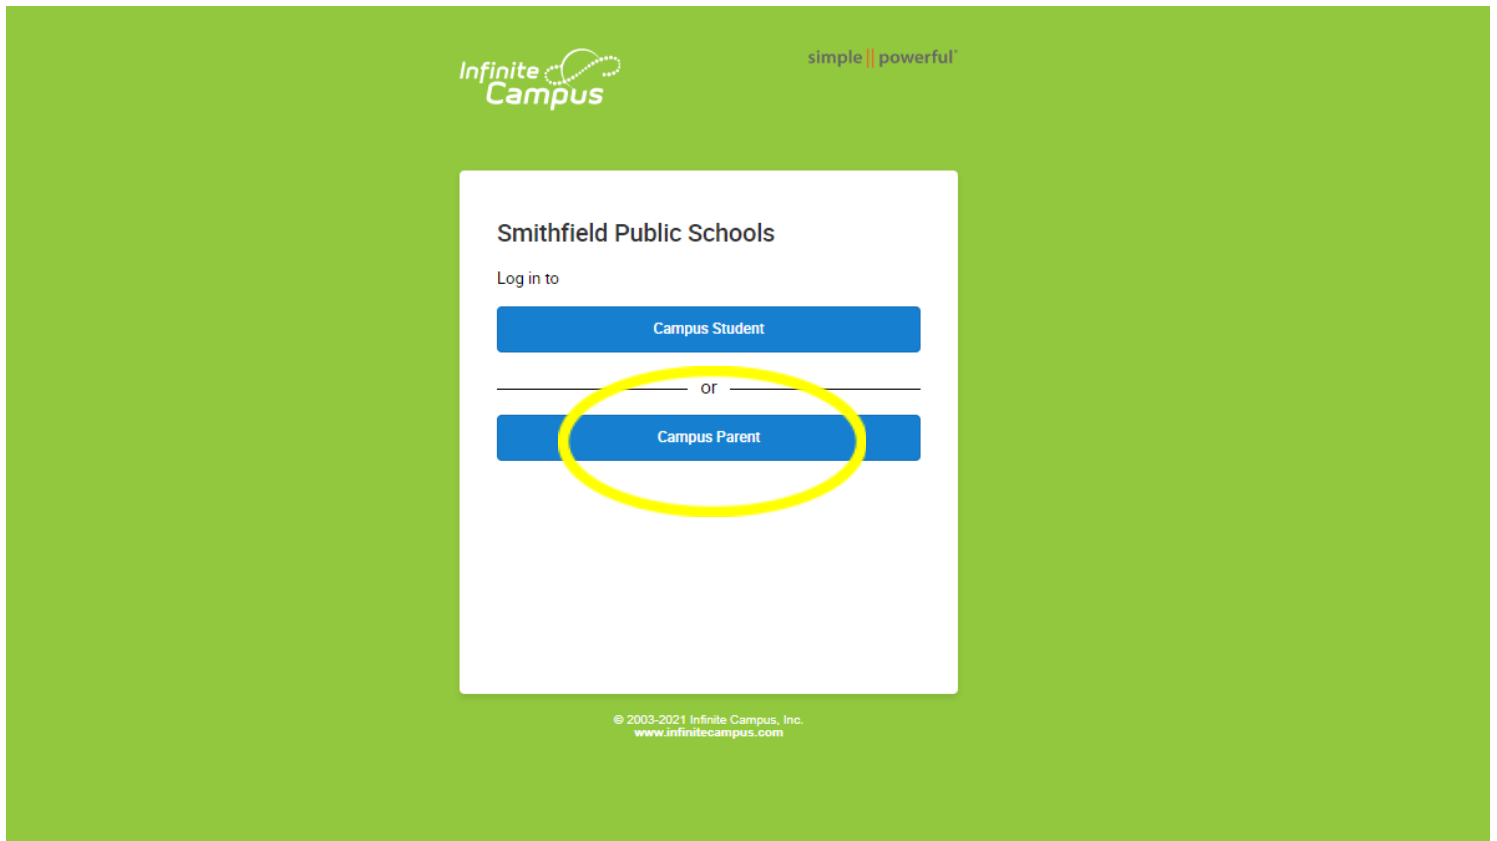 Infinite
Campus
simple || powerful
Smithfield Public Schools
Log in to
Campus Student
or
Campus Parent
© 2003-2021 Infinite Campus, Inc.
www.infinitecampus.com